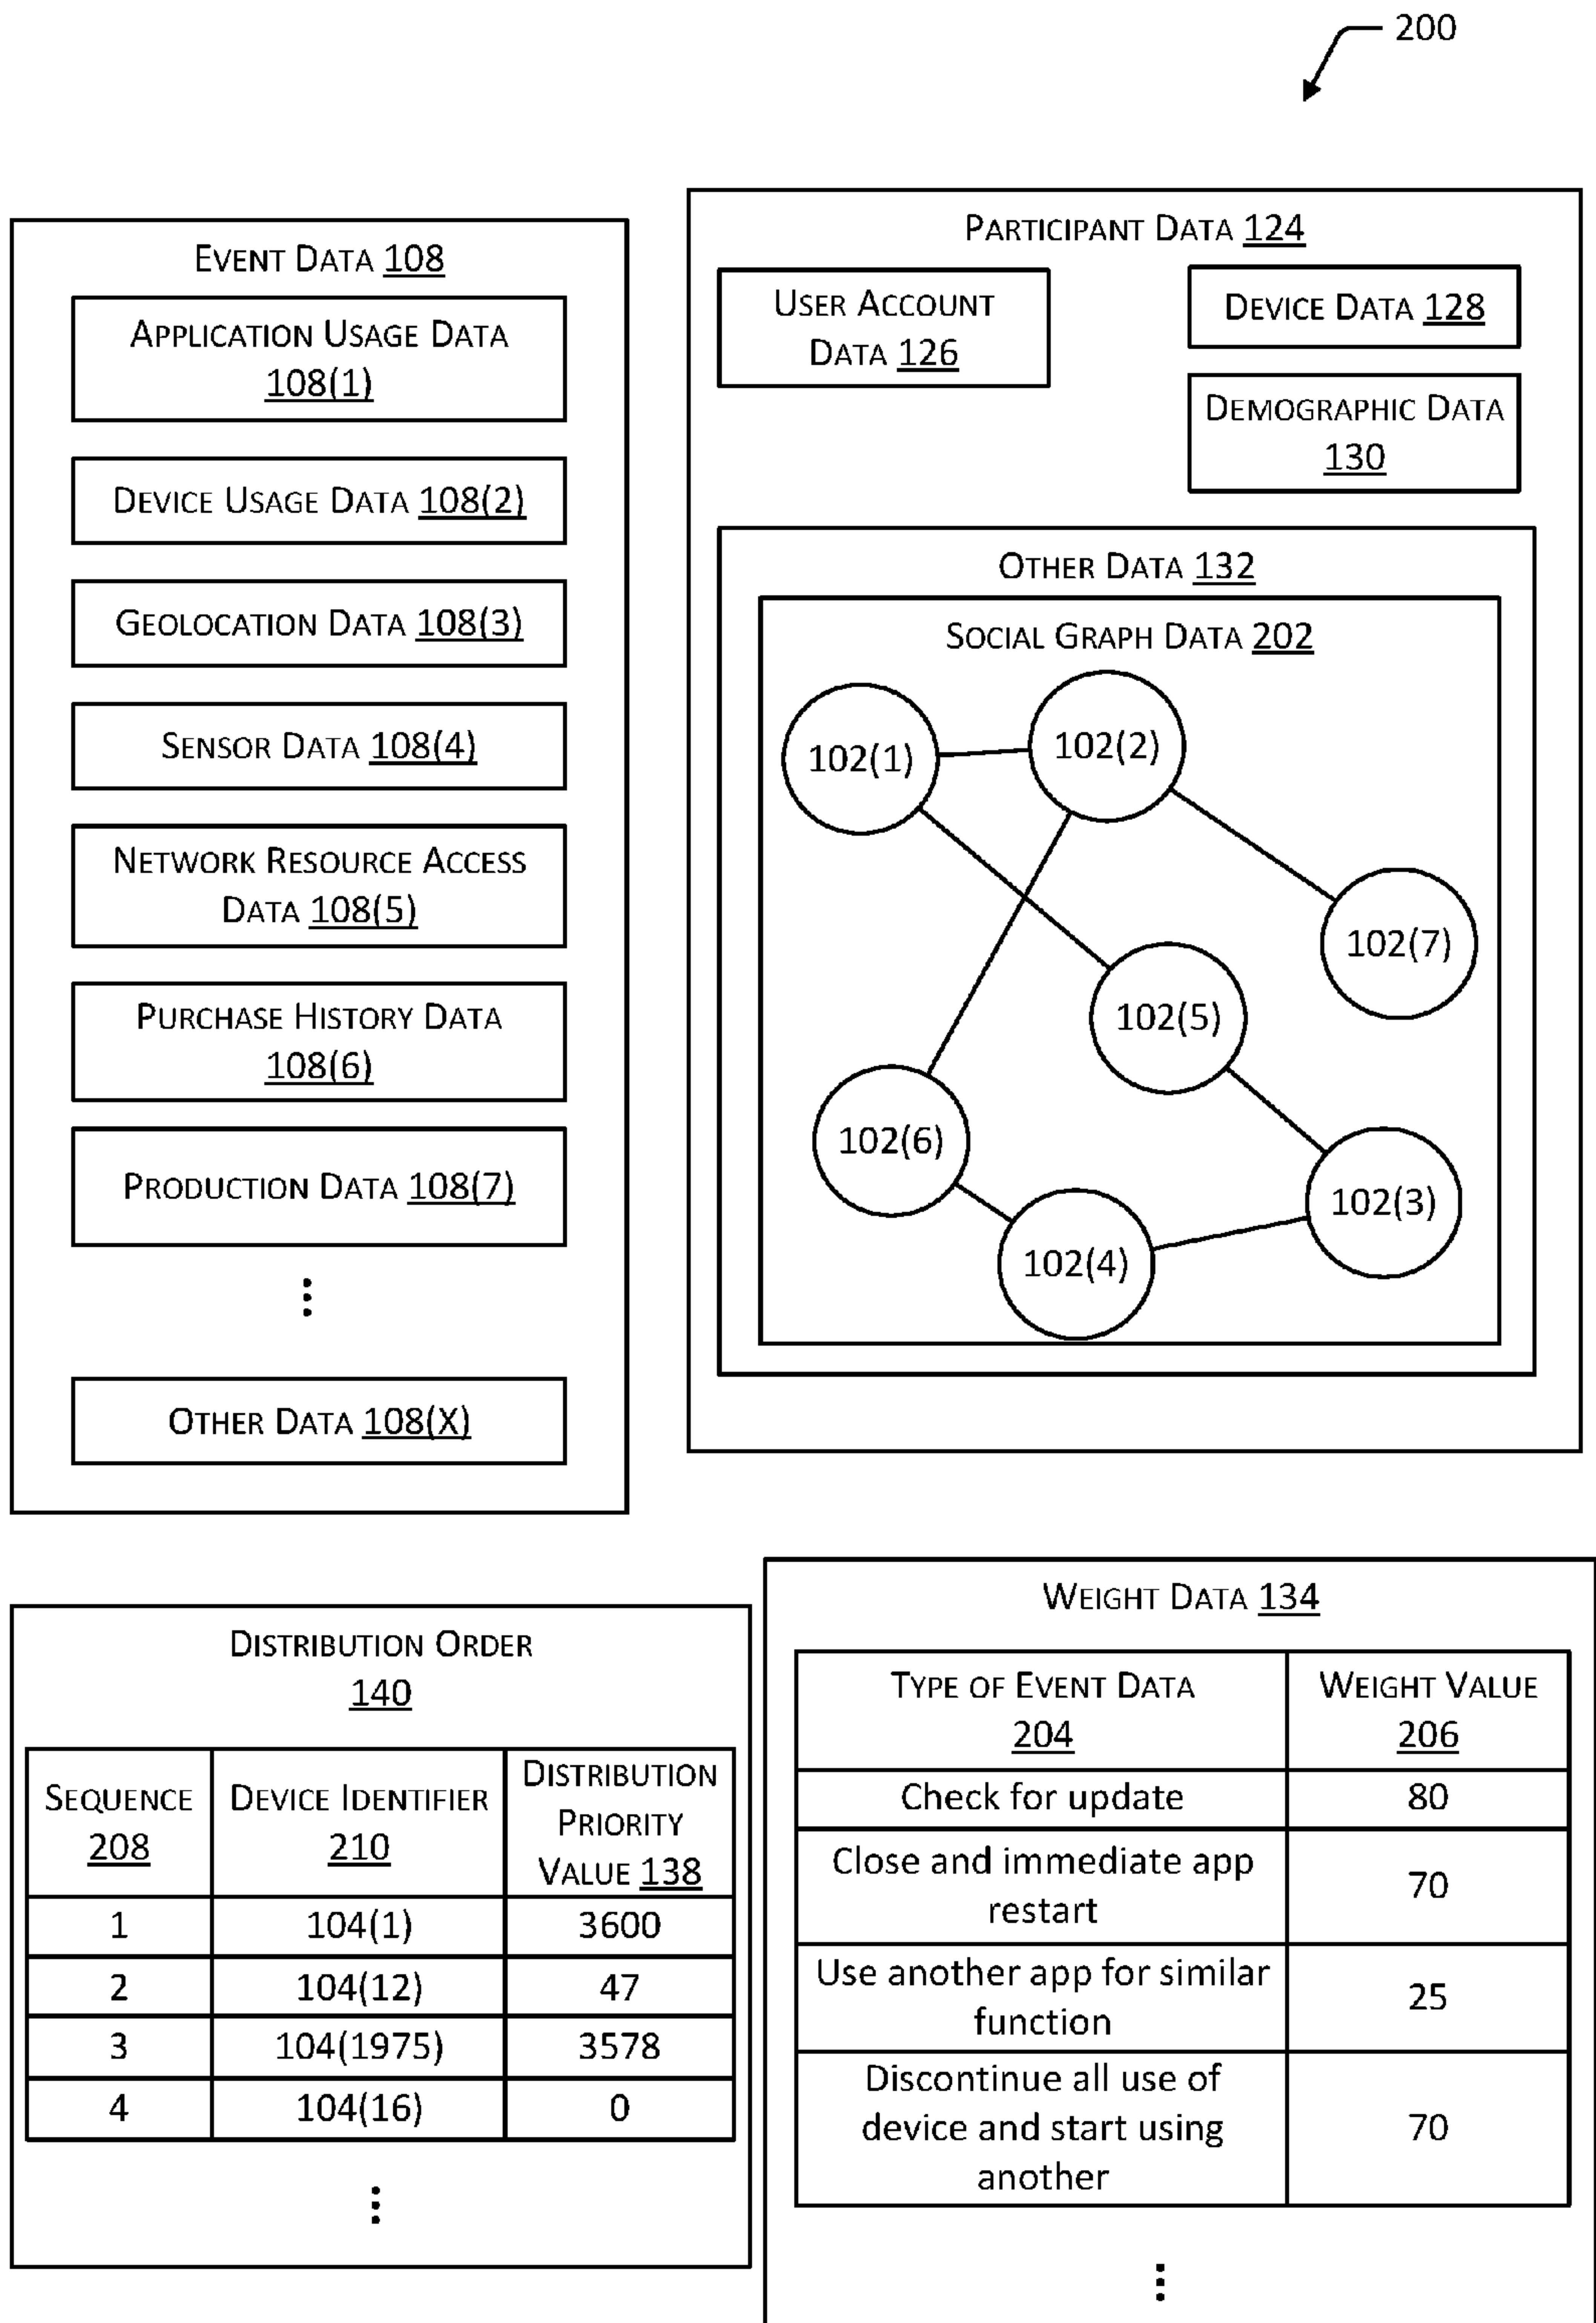 200
EVENT DATA 108
APPLICATION USAGE DATA
108(1)
DEVICE USAGE DATA 108(2)
GEOLOCATION DATA 108(3)
SENSOR DATA 108(4)
NETWORK RESOURCE ACCESS
DATA 108(5)
PURCHASE HISTORY DATA
108(6)
PRODUCTION DATA 108(7)
OTHER DATA 108(X)
PARTICIPANT DATA 124
USER ACCOUNT
DATA 126
DEVICE DATA 128
DEMOGRAPHIC DATA
130
OTHER DATA 132
SOCIAL GRAPH DATA 202
102(1)
102(2)
102(7)
102(5)
102(6)
102(3)
102(4)
DISTRIBUTION ORDER
140
SEQUENCE
208
DEVICE IDENTIFIER
210
DISTRIBUTION
PRIORITY
VALUE 138
1 104(1) 3600
2 104(12) 47
3 104(1975) 3578
4 104(16) 0
WEIGHT DATA 134
TYPE OF EVENT DATA
204
WEIGHT VALUE
206
Check for update 80
Close and immediate app
restart
70
Use another app for similar
function
25
Discontinue all use of
device and start using
another
70